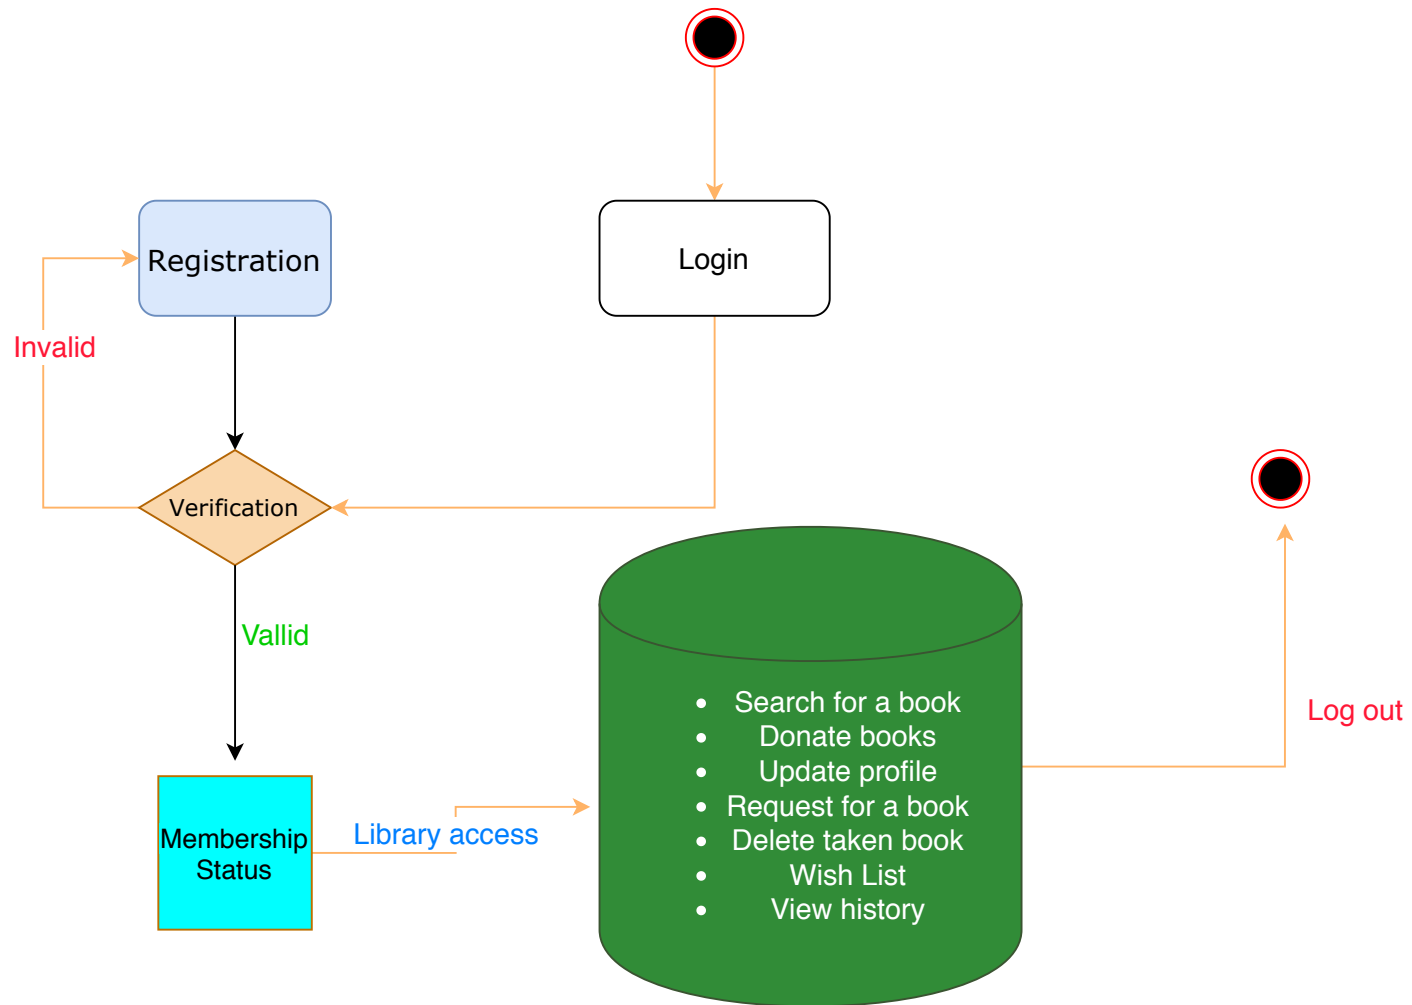 Registration
Login
Invalid
Verification
Vallid
Membership
Status
Library access
• Search for a book
• Donate books
• Update profile
• Request for a book
• Delete taken book
• Wish List
• View history
Log out